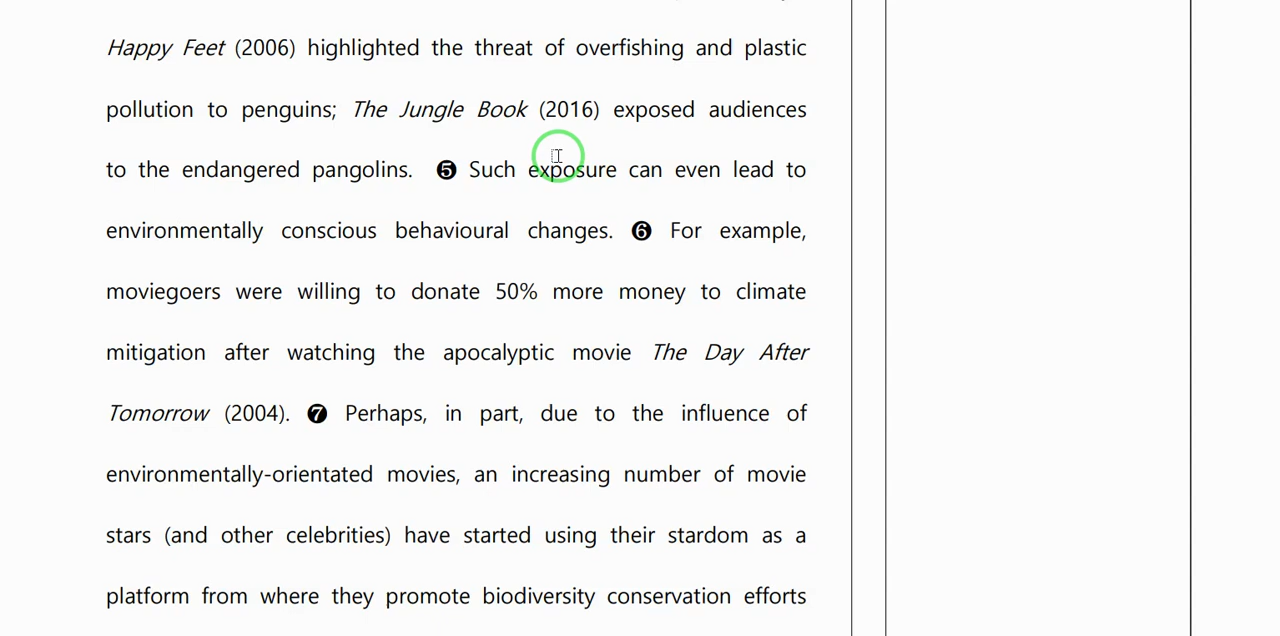 Happy Feet (2006) highlighted the threat of overfishing and plastic
pollution to penguins; The Jungle Book (2016) exposed audiences
to the endangered pangolins. ❺ Such exposure can even lead to
environmentally conscious behavioural changes. ❻ For example,
moviegoers were willing to donate 50% more money to climate
mitigation after watching the apocalyptic movie The Day After
Tomorrow (2004). ❼ Perhaps, in part, due to the influence of
environmentally-orientated movies, an increasing number of movie
stars (and other celebrities) have started using their stardom as a
platform from where they promote biodiversity conservation efforts